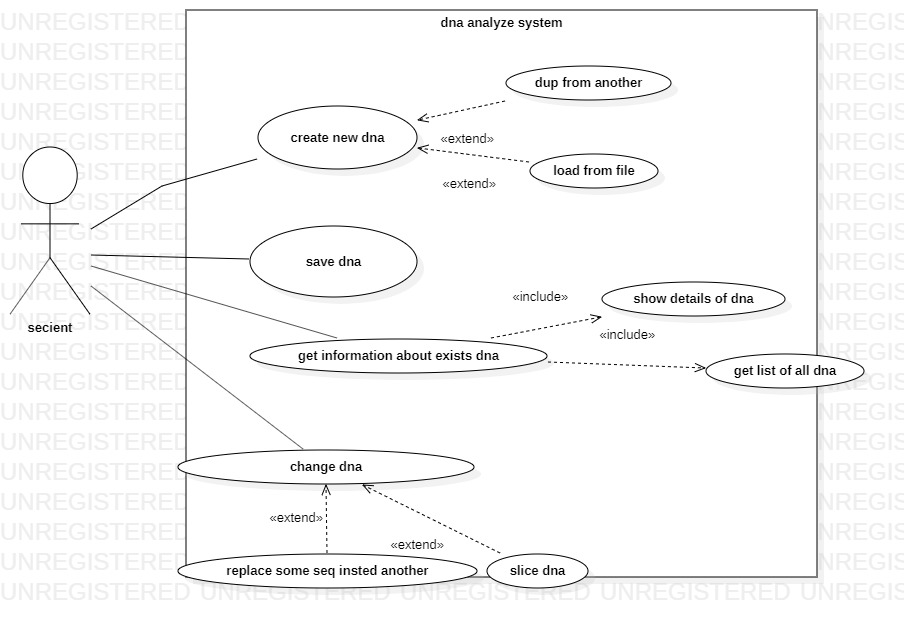 dna analyze system
dup from another
create new dna
«extend»
load from file
«extend»
save dna
«include»
show details of dna
secient
«include»
get information about exists dna
get list of all dna
change dna
«extend»
«extend»
replace some seq insted another
slice dna
UNREGISTERED UNREGISTERED UNREGISTERED UNREGISTERED UNREGISTERED